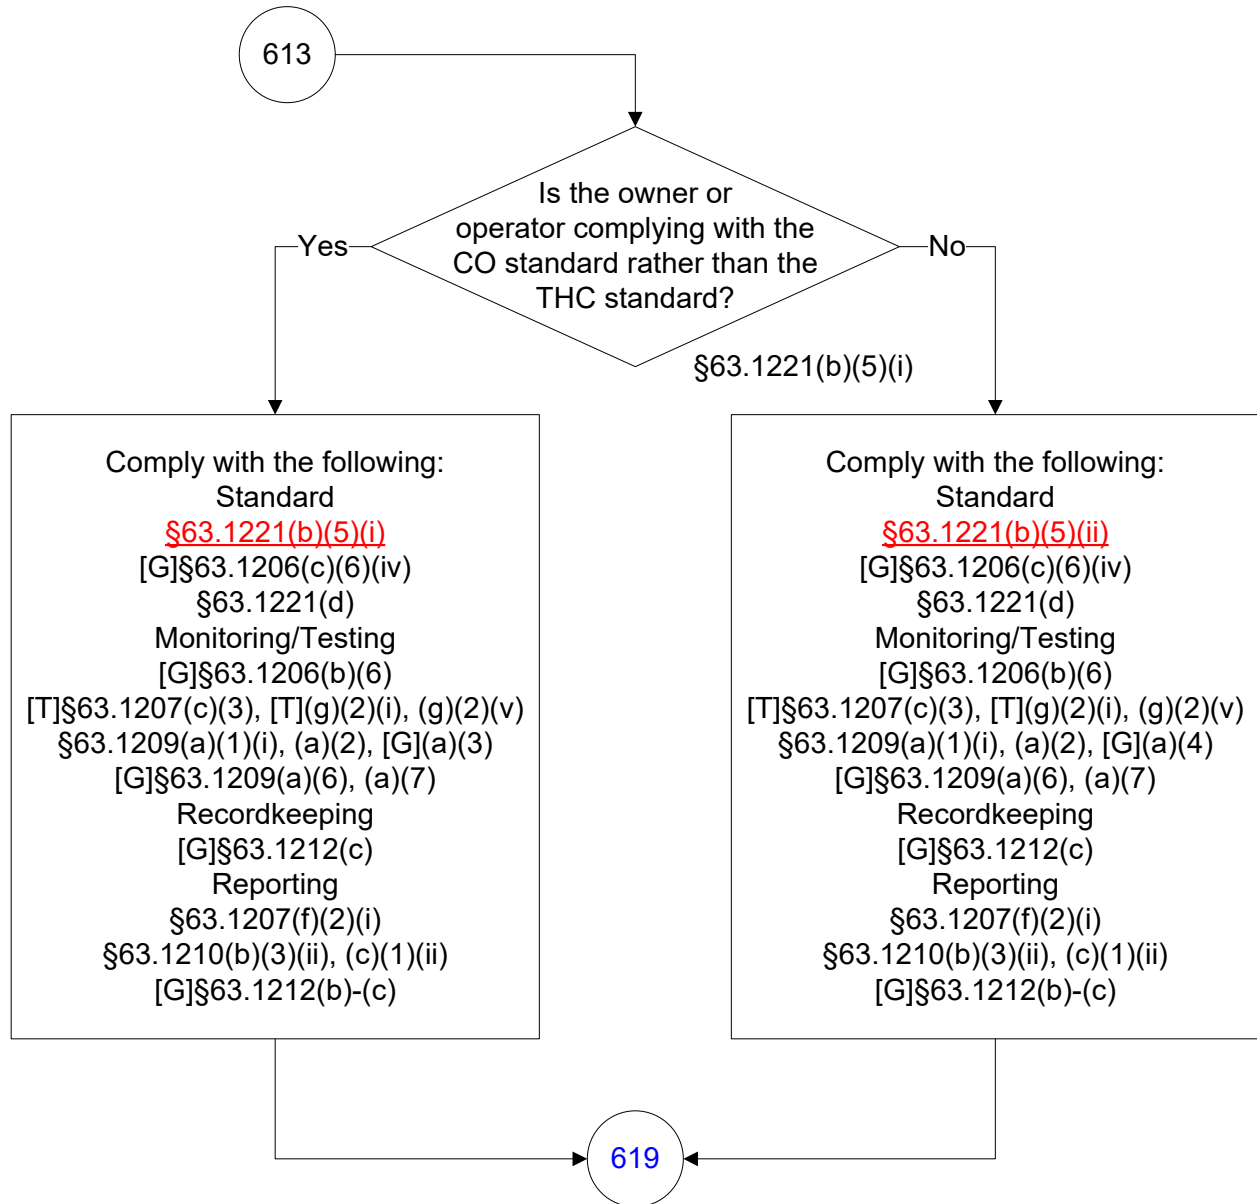 613
Is the owner or
operator complying with the
CO standard rather than the
THC standard?
Yes
No
§63.1221(b)(5)(i)
Comply with the following:
Standard
§63.1221(b)(5)(i)
[G]§63.1206(c)(6)(iv)
§63.1221(d)
Monitoring/Testing
[G]§63.1206(b)(6)
[T]§63.1207(c)(3), [T](g)(2)(i), (g)(2)(v)
§63.1209(a)(1)(i), (a)(2), [G](a)(3)
[G]§63.1209(a)(6), (a)(7)
Recordkeeping
[G]§63.1212(c)
Reporting
§63.1207(f)(2)(i)
§63.1210(b)(3)(ii), (c)(1)(ii)
[G]§63.1212(b)-(c)
Comply with the following:
Standard
§63.1221(b)(5)(ii)
[G]§63.1206(c)(6)(iv)
§63.1221(d)
Monitoring/Testing
[G]§63.1206(b)(6)
[T]§63.1207(c)(3), [T](g)(2)(i), (g)(2)(v)
§63.1209(a)(1)(i), (a)(2), [G](a)(4)
[G]§63.1209(a)(6), (a)(7)
Recordkeeping
[G]§63.1212(c)
Reporting
§63.1207(f)(2)(i)
§63.1210(b)(3)(ii), (c)(1)(ii)
[G]§63.1212(b)-(c)
619